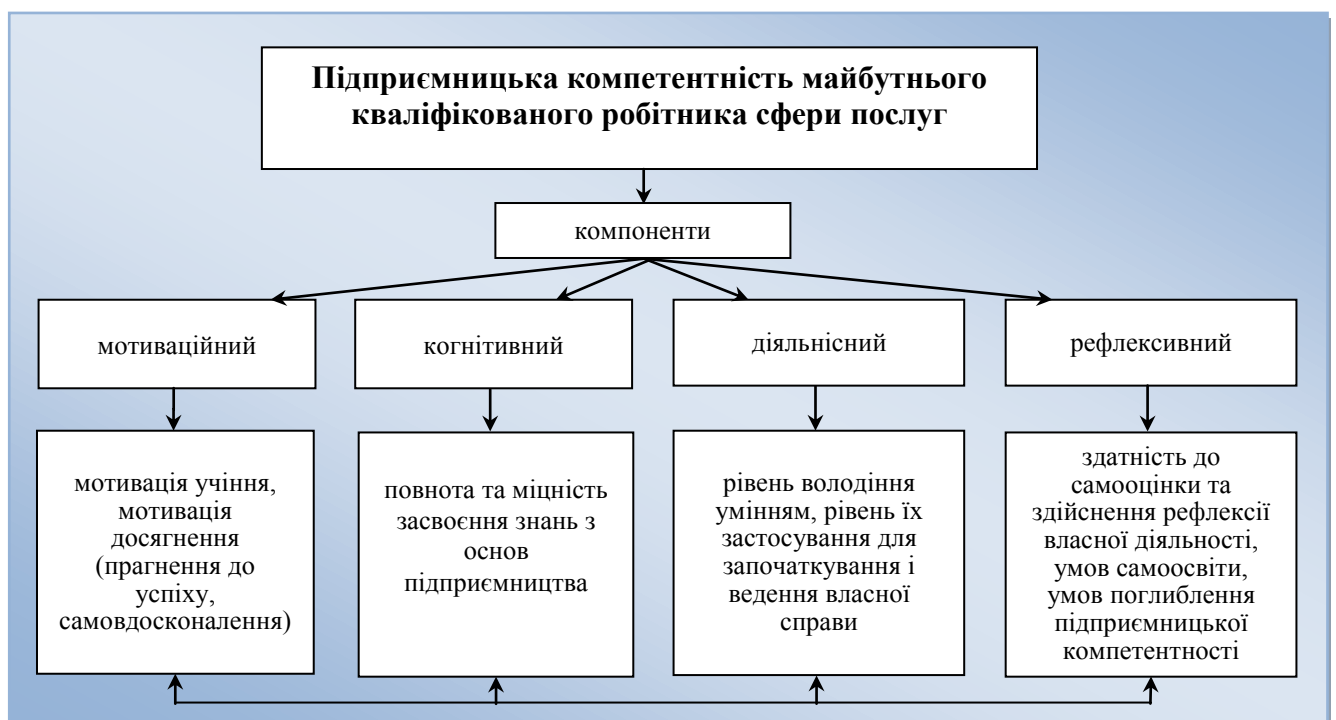 Підприємницька компетентність майбутнього
кваліфікованого робітника сфери послуг
компоненти
мотиваційний
когнітивний
діяльнісний
рефлексивний
мотивація учіння,
мотивація
досягнення
(прагнення до
успіху,
самовдосконалення)
повнота та міцність
засвоєння знань з
основ
підприємництва
рівень володіння
умінням, рівень їх
застосування для
започаткування і
ведення власної
справи
здатність до
самооцінки та
здійснення рефлексії
власної діяльності,
умов самоосвіти,
умов поглиблення
підприємницької
компетентності